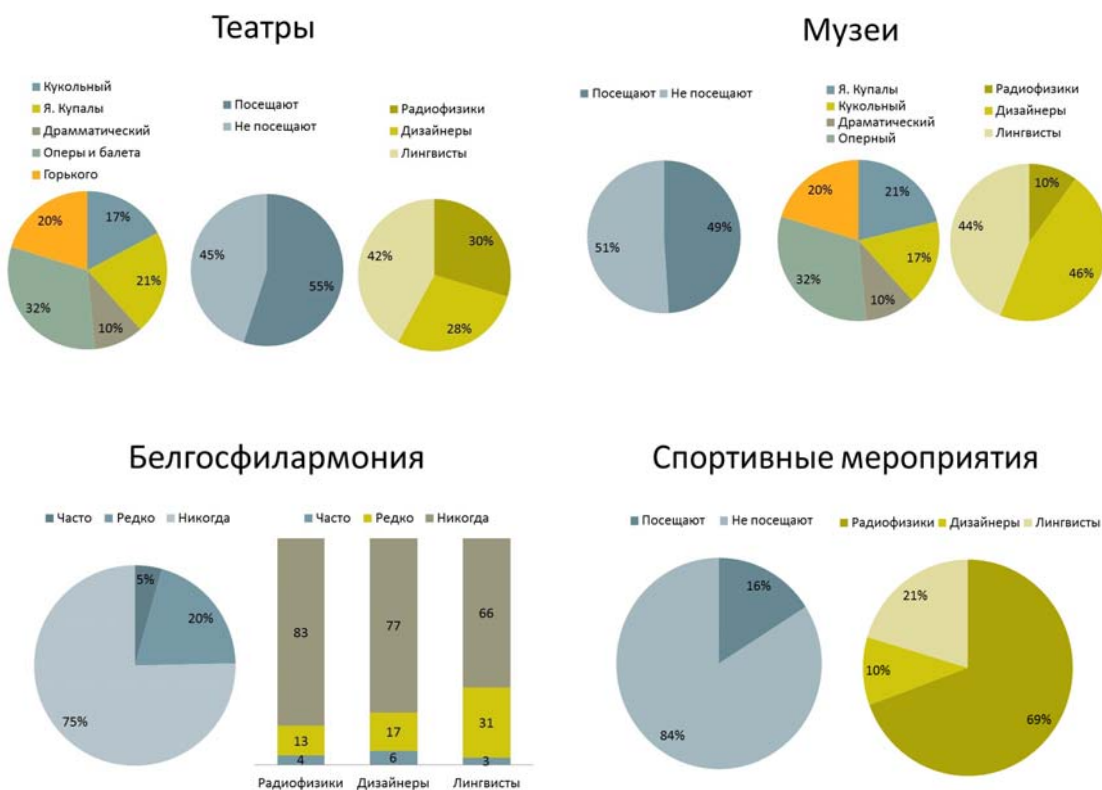 Театры
Кукольный
Я. Купалы
Драмматический
Оперы и балета
Горького
20%
17%
21%
10%
32%
Посещают
Не посещают
45%
55%
Радиофизики
Дизайнеры
Лингвисты
42%
30%
28%
Музеи
Посещают Не посещают
51%
49%
Я. Купалы
Кукольный
Драматический
Оперный
20%
21%
17%
10%
32%
Радиофизики
Дизайнеры
Лингвисты
10%
44%
46%
Белгосфилармония
Часто Редко Никогда
5%
20%
75%
Часто Редко Никогда
83
77
66
13
17
31
4
6
3
Радиофизики Дизайнеры Лингвисты
Спортивные мероприятия
Посещают Не посещают
16%
84%
Радиофизики Дизайнеры Лингвисты
21%
10%
69%